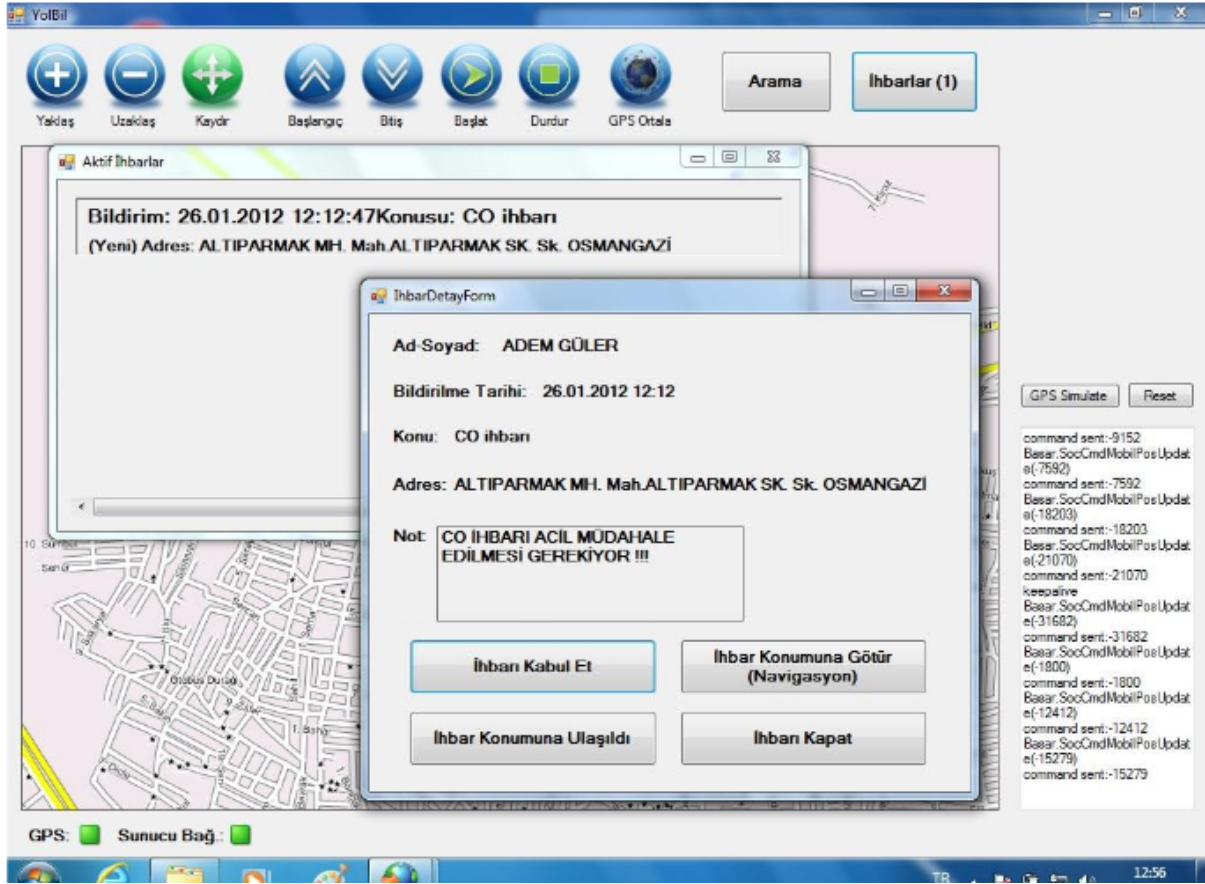 YolBil
Yaklaş
Uzaklaş
Kaydır
Başlangıç
Bitiş
Başlat
Durdur
GPS Ortala
Arama
İhbarlar (1)
Aktif İhbarlar
Bildirim: 26.01.2012 12:12:47Konusu: CO ihbarı
(Yeni) Adres: ALTIPARMAK MH. Mah.ALTIPARMAK SK. Sk. OSMANGAZİ
IhbarDetayForm
Ad-Soyad: ADEM GÜLER
Bildirilme Tarihi: 26.01.2012 12:12
Konu: CO ihbarı
Adres: ALTIPARMAK MH. Mah.ALTIPARMAK SK. Sk. OSMANGAZİ
Not: CO İHBARI ACİL MÜDAHALE
EDİLMESİ GEREKİYOR !!!
İhbarı Kabul Et
İhbar Konumuna Götür
(Navigasyon)
İhbar Konumuna Ulaşıldı
İhbarı Kapat
GPS Simulate
Reset
command sent:-9152
Basar.SocCmdMobilPosUpdat
e(-7592)
command sent:-7592
Basar.SocCmdMobilPosUpdat
e(-18203)
command sent:-18203
Basar.SocCmdMobilPosUpdat
e(-21070)
command sent:-21070
keepalive
Basar.SocCmdMobilPosUpdat
e(-31682)
command sent:-31682
Basar.SocCmdMobilPosUpdat
e(-1800)
command sent:-1800
Basar.SocCmdMobilPosUpdat
e(-12412)
command sent:-12412
Basar.SocCmdMobilPosUpdat
e(-15279)
command sent:-15279
Otobüs Durağı
GPS:
Sunucu Bağ.:
TR
12:56